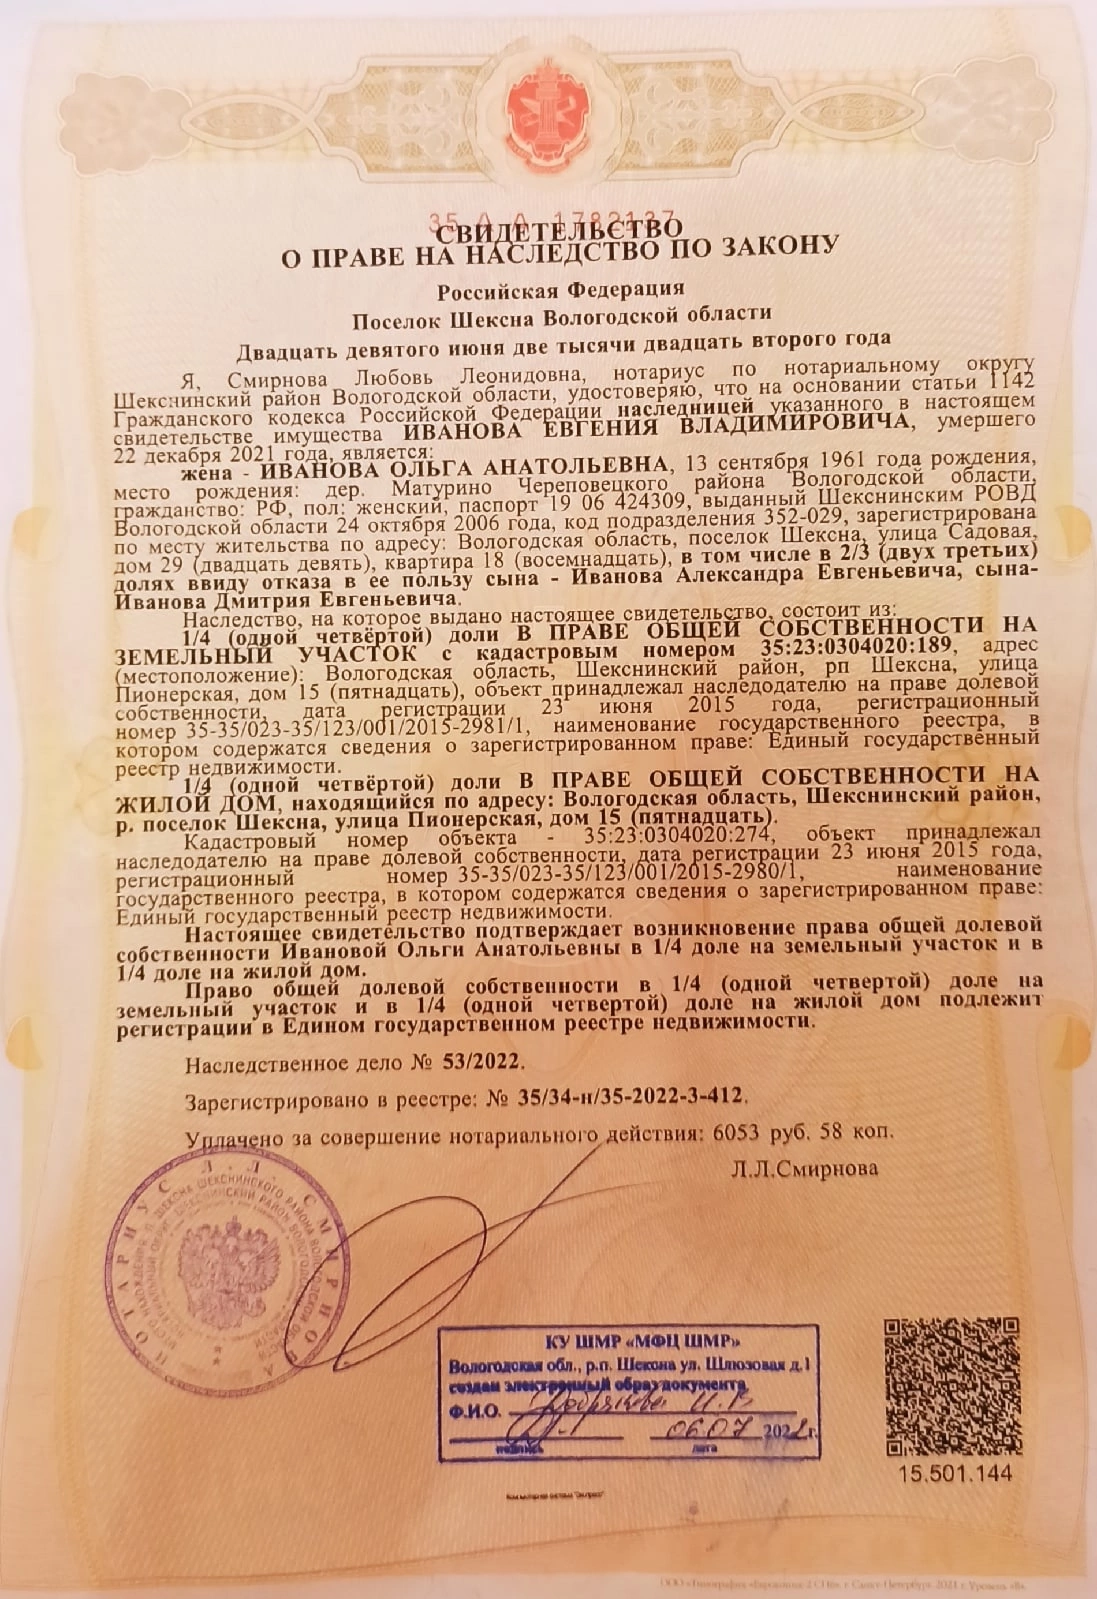 35 А А 1782137
СВИДЕТЕЛЬСТВО
О ПРАВЕ НА НАСЛЕДСТВО ПО ЗАКОНУ
Российская Федерация
Поселок Шексна Вологодской области
Двадцать девятого июня две тысячи двадцать второго года
Я, Смирнова Любовь Леонидовна, нотариус по нотариальному округу
Шекснинский район Вологодской области, удостоверяю, что на основании статьи 1142
Гражданского кодекса Российской Федерации наследницей указанного в настоящем
свидетельстве имущества ИВАНОВА ЕВГЕНИЯ ВЛАДИМИРОВИЧА, умершего
22 декабря 2021 года, является:
жена - ИВАНОВА ОЛЬГА АНАТОЛЬЕВНА, 13 сентября 1961 года рождения,
место рождения: дер. Матурино Череповецкого района Вологодской области,
гражданство: РФ, пол: женский, паспорт 19 06 424309, выданный Шекснинским РОВД
Вологодской области 24 октября 2006 года, код подразделения 352-029, зарегистрирована
по месту жительства по адресу: Вологодская область, поселок Шексна, улица Садовая,
дом 29 (двадцать девять), квартира 18 (восемнадцать), в том числе в 2/3 (двух третьих)
долях ввиду отказа в ее пользу сына - Иванова Александра Евгеньевича, сына-
Иванова Дмитрия Евгеньевича.
Наследство, на которое выдано настоящее свидетельство, состоит из:
1/4 (одной четвёртой) доли В ПРАВЕ ОБЩЕЙ СОБСТВЕННОСТИ НА
ЗЕМЕЛЬНЫЙ УЧАСТОК с кадастровым номером 35:23:0304020:189, адрес
(местоположение): Вологодская область, Шекснинский район, рп Шексна, улица
Пионерская, дом 15 (пятнадцать), объект принадлежал наследодателю на праве долевой
собственности, дата регистрации 23 июня 2015 года, регистрационный
номер 35-35/023-35/123/001/2015-2981/1, наименование государственного реестра, в
котором содержатся сведения о зарегистрированном праве: Единый государственный
реестр недвижимости.
1/4 (одной четвёртой) доли В ПРАВЕ ОБЩЕЙ СОБСТВЕННОСТИ НА
ЖИЛОЙ ДОМ, находящийся по адресу: Вологодская область, Шекснинский район,
р. поселок Шексна, улица Пионерская, дом 15 (пятнадцать).
Кадастровый номер объекта - 35:23:0304020:274, объект принадлежал
наследодателю на праве долевой собственности, дата регистрации 23 июня 2015 года,
регистрационный номер 35-35/023-35/123/001/2015-2980/1, наименование
государственного реестра, в котором содержатся сведения о зарегистрированном праве:
Единый государственный реестр недвижимости.
Настоящее свидетельство подтверждает возникновение права общей долевой
собственности Ивановой Ольги Анатольевны в 1/4 доле на земельный участок и в
1/4 доле на жилой дом.
Право общей долевой собственности в 1/4 (одной четвертой) доле на
земельный участок и в 1/4 (одной четвертой) доле на жилой дом подлежит
регистрации в Едином государственном реестре недвижимости.
Наследственное дело № 53/2022.
Зарегистрировано в реестре: № 35/34-н/35-2022-3-412.
Уплачено за совершение нотариального действия: 6053 руб. 58 коп.
Л.Л.Смирнова
НОТАРИУС Л.Л. СМИРНОВА
КУ ШМР «МФЦ ШМР»
Вологодская обл., р.п. Шексна ул. Шлюзовая д.1
создан электронный образ документа
Ф.И.О.
06.07 2022г.
подпись дата
15.501.144